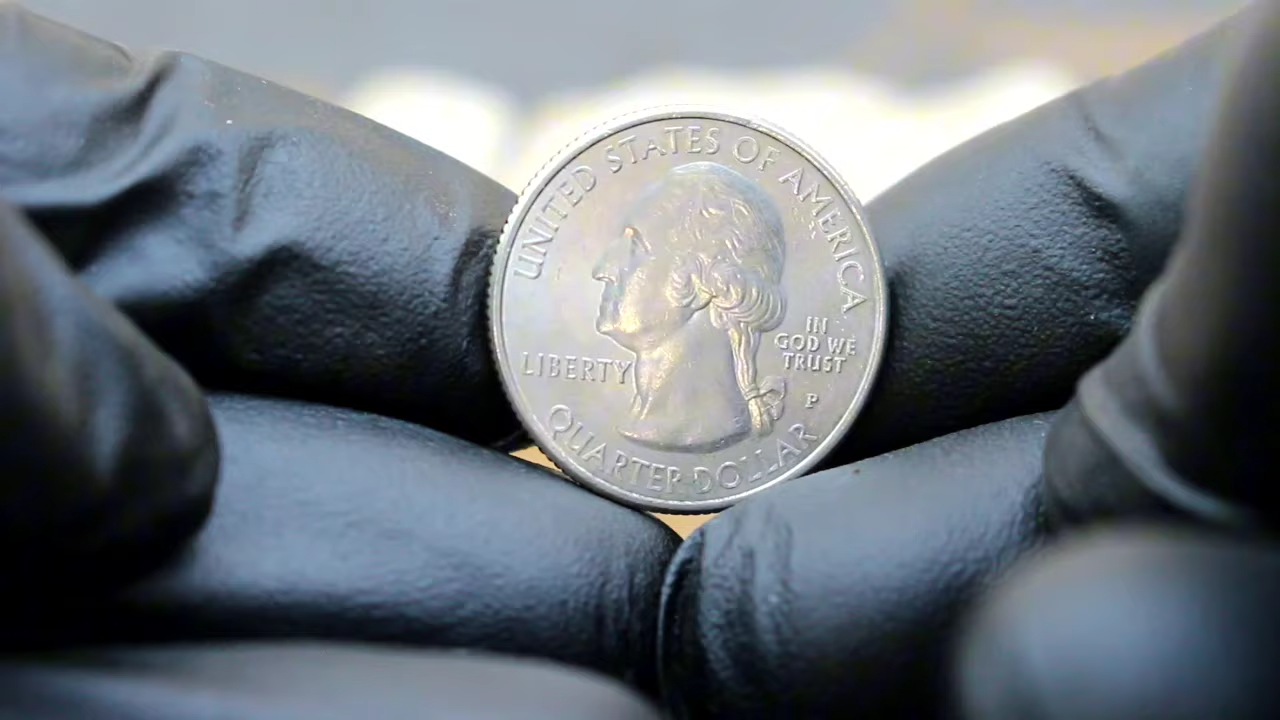 UNITED STATES OF AMERICA
LIBERTY
IN
GOD WE
TRUST
P
QUARTER DOLLAR